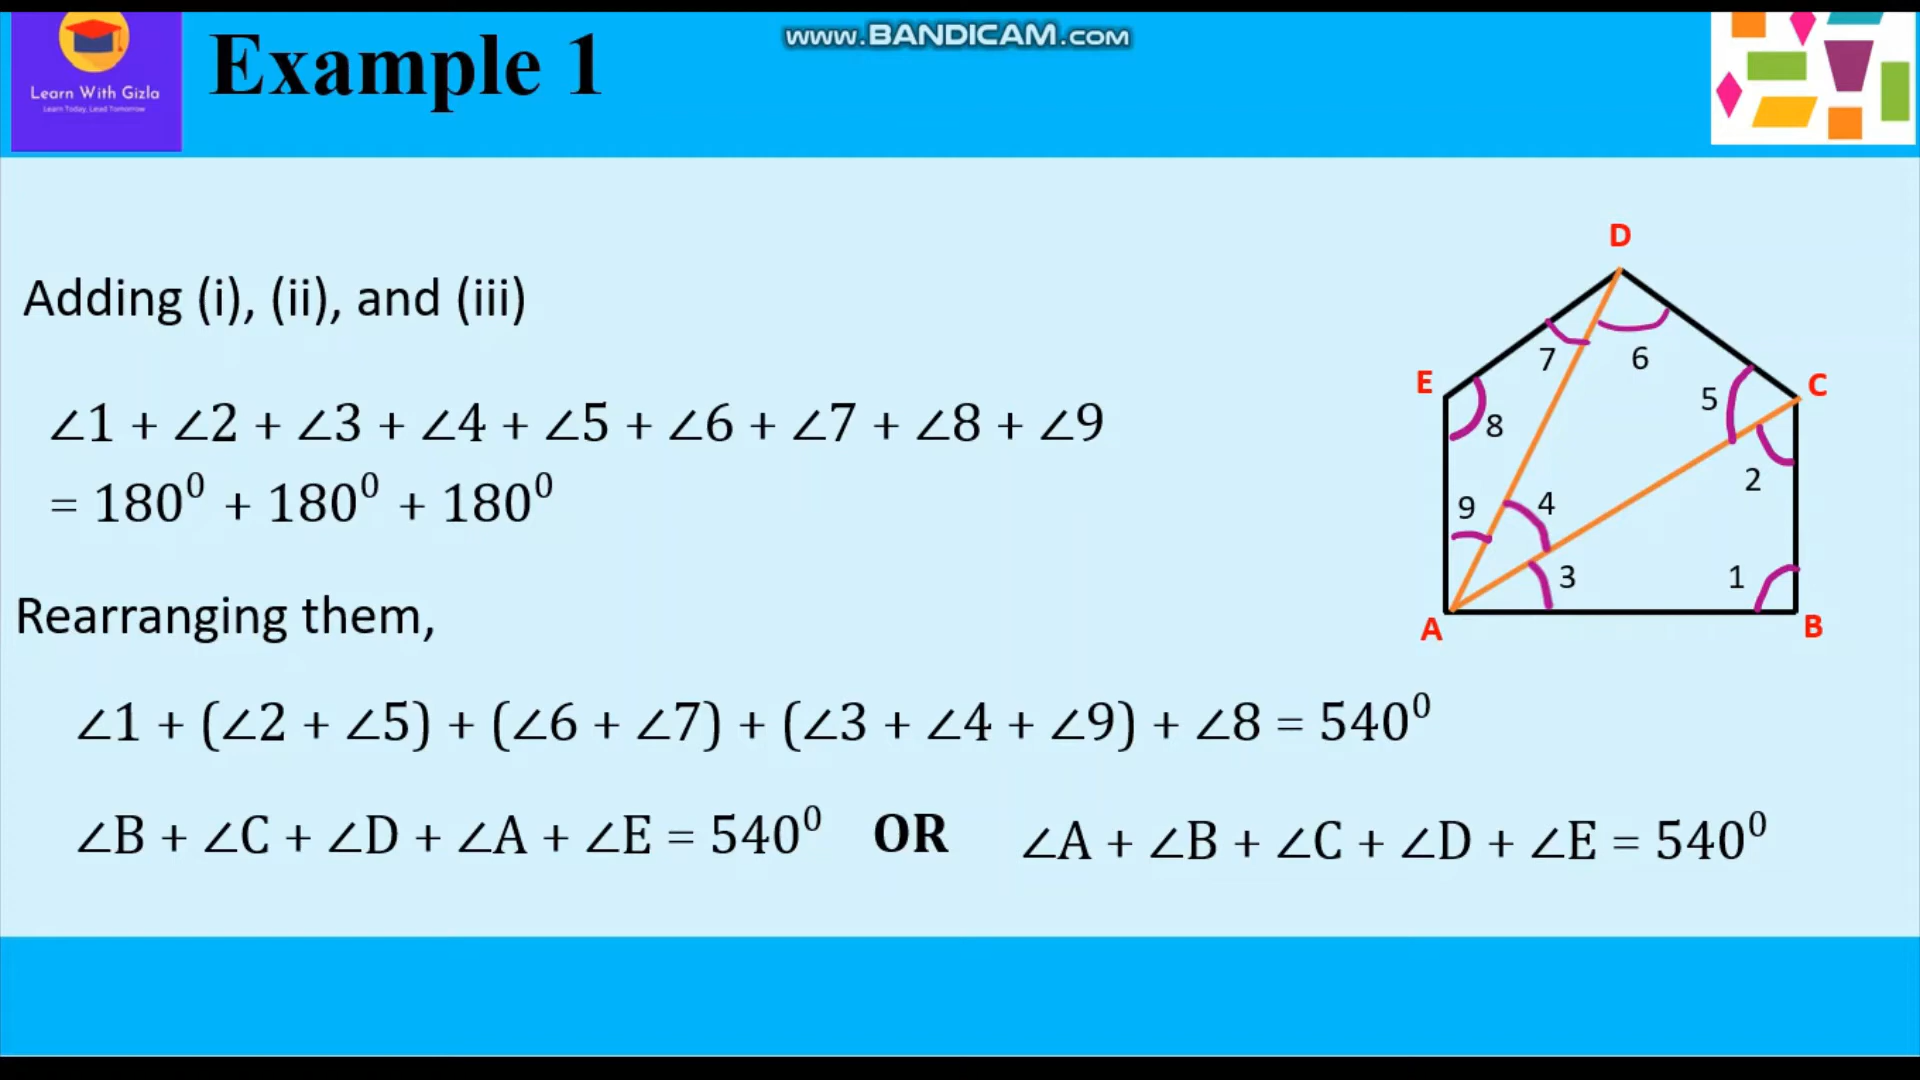 www.BANDICAM.com
Learn With Gizla
Learn Today, Lead Tomorrow
Example 1
Adding (i), (ii), and (iii)
∠1 + ∠2 + ∠3 + ∠4 + ∠5 + ∠6 + ∠7 + ∠8 + ∠9
= 180⁰ + 180⁰ + 180⁰
Rearranging them,
∠1 + (∠2 + ∠5) + (∠6 + ∠7) + (∠3 + ∠4 + ∠9) + ∠8 = 540⁰
∠B + ∠C + ∠D + ∠A + ∠E = 540⁰ OR ∠A + ∠B + ∠C + ∠D + ∠E = 540⁰
D
7 6
E C
5
8
2
9 4
3 1
A B